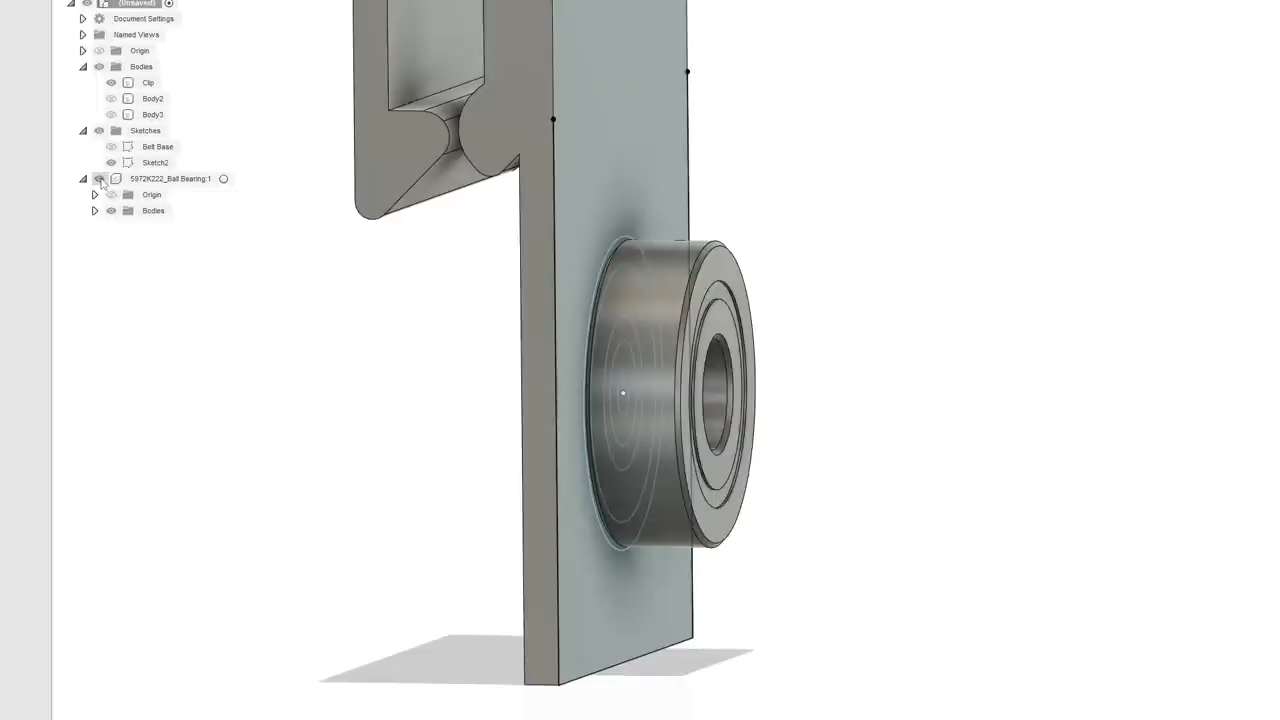 (Unsaved)
Document Settings
Named Views
Origin
Bodies
Clip
Body2
Body3
Sketches
Belt Base
Sketch2
5972K222_Ball Bearing:1
Origin
Bodies